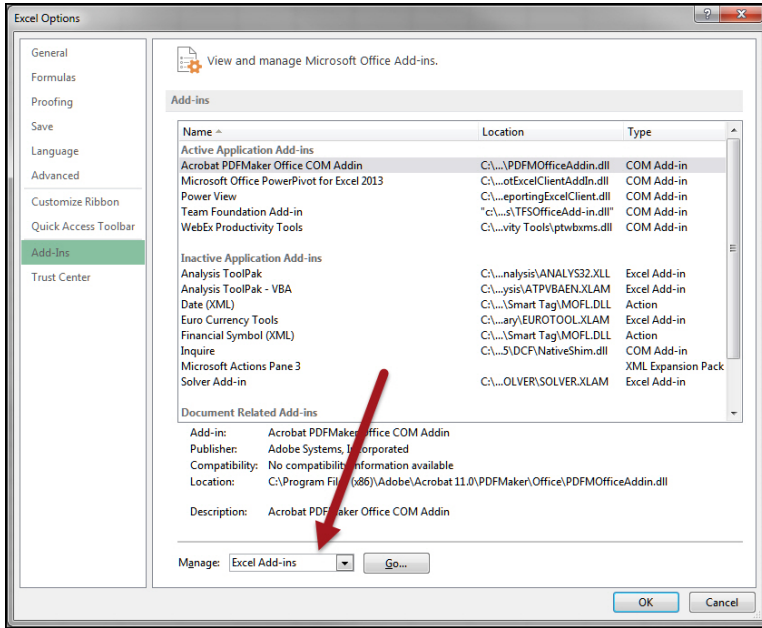 Excel Options
General
Formulas
Proofing
Save
Language
Advanced
Customize Ribbon
Quick Access Toolbar
Add-Ins
Trust Center
View and manage Microsoft Office Add-ins.
Add-ins
Name Location Type
Active Application Add-ins
Acrobat PDFMaker Office COM Addin C:\...\PDFMOfficeAddin.dll COM Add-in
Microsoft Office PowerPivot for Excel 2013 C:\...otExcelClientAddIn.dll COM Add-in
Power View C:\...eportingExcelClient.dll COM Add-in
Team Foundation Add-in "c:\...s\TFSOfficeAdd-in.dll" COM Add-in
WebEx Productivity Tools C:\...vity Tools\ptwbxms.dll COM Add-in
Inactive Application Add-ins
Analysis ToolPak C:\...nalysis\ANALYS32.XLL Excel Add-in
Analysis ToolPak - VBA C:\...ysis\ATPVBAEN.XLAM Excel Add-in
Date (XML) C:\...\Smart Tag\MOFL.DLL Action
Euro Currency Tools C:\...ary\EUROTOOL.XLAM Excel Add-in
Financial Symbol (XML) C:\...\Smart Tag\MOFL.DLL Action
Inquire C:\...5\DCF\NativeShim.dll COM Add-in
Microsoft Actions Pane 3 XML Expansion Pack
Solver Add-in C:\...OLVER\SOLVER.XLAM Excel Add-in
Document Related Add-ins
Add-in: Acrobat PDFMaker Office COM Addin
Publisher: Adobe Systems, Incorporated
Compatibility: No compatibility information available
Location: C:\Program Files (x86)\Adobe\Acrobat 11.0\PDFMaker\Office\PDFMOfficeAddin.dll
Description: Acrobat PDFMaker Office COM Addin
Manage: Excel Add-ins Go...
OK Cancel